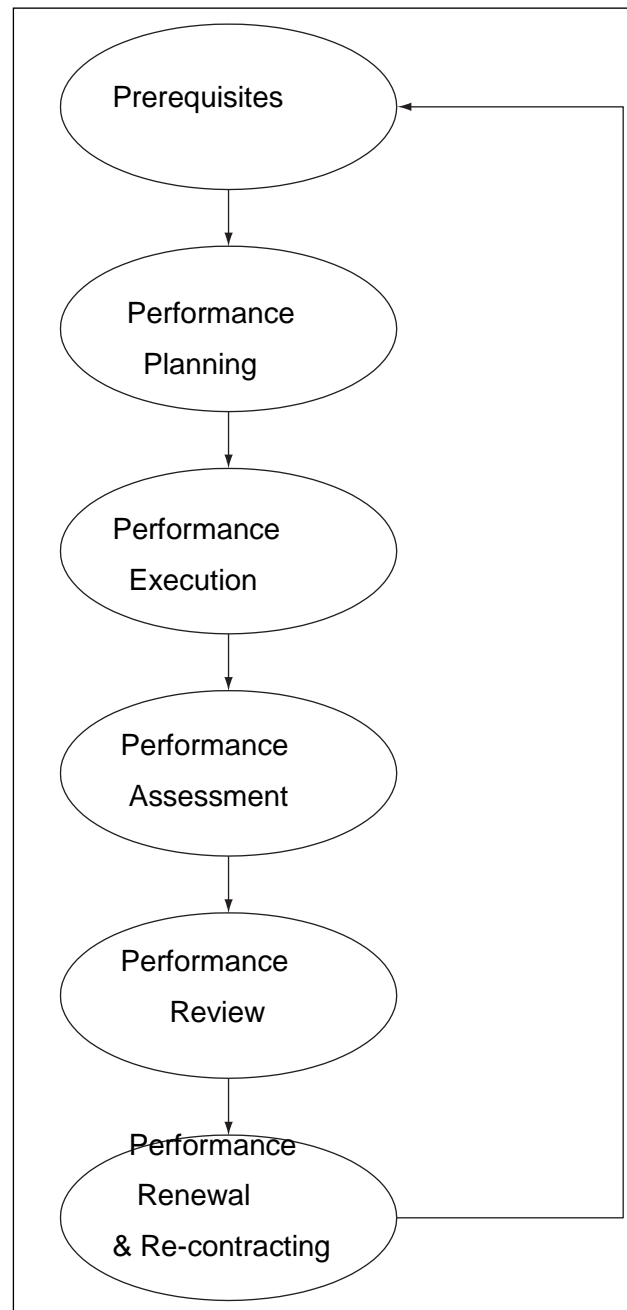 Prerequisites
Performance
Planning
Performance
Execution
Performance
Assessment
Performance
Review
Performance
Renewal
& Re-contracting